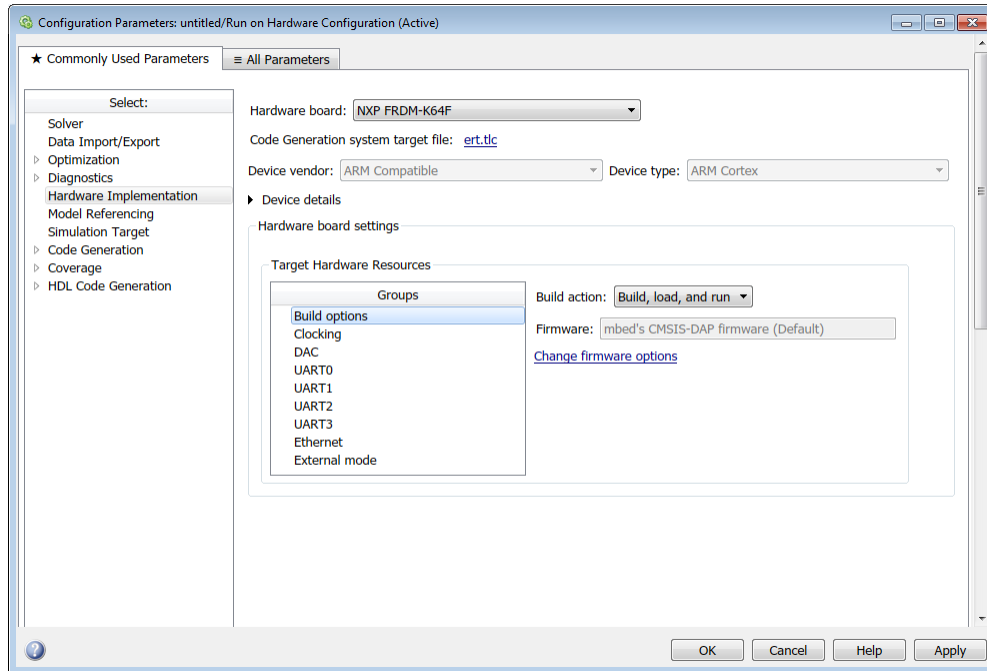 Configuration Parameters: untitled/Run on Hardware Configuration (Active)
★ Commonly Used Parameters
≡ All Parameters
Select:
Solver
Data Import/Export
Optimization
Diagnostics
Hardware Implementation
Model Referencing
Simulation Target
Code Generation
Coverage
HDL Code Generation
Hardware board: NXP FRDM-K64F
Code Generation system target file: ert.tlc
Device vendor: ARM Compatible Device type: ARM Cortex
Device details
Hardware board settings
Target Hardware Resources
Groups
Build options
Clocking
DAC
UART0
UART1
UART2
UART3
Ethernet
External mode
Build action: Build, load, and run
Firmware: mbed's CMSIS-DAP firmware (Default)
Change firmware options
OK Cancel Help Apply